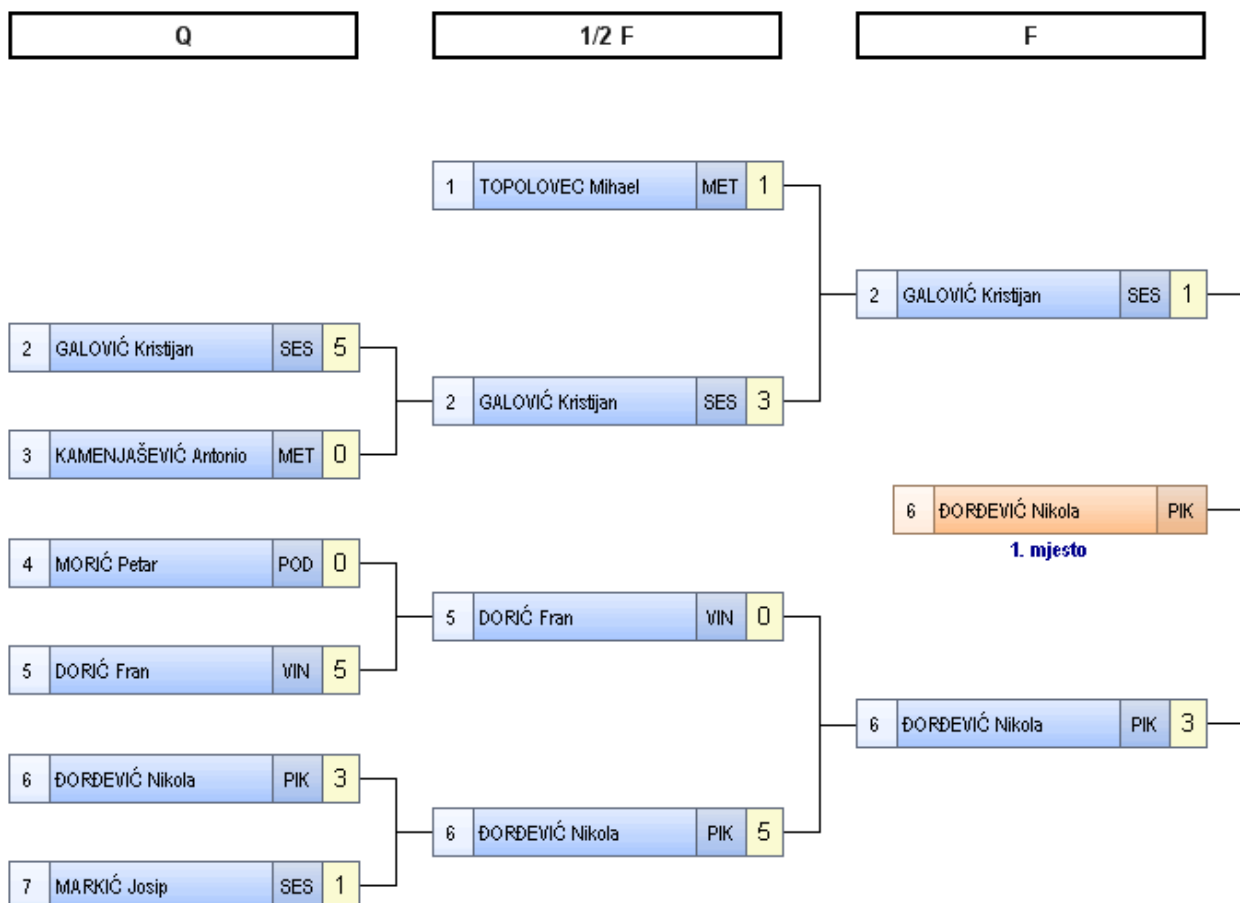 Q
1/2 F
F
1 TOPOLOVEC Mihael MET 1
2 GALOVIĆ Kristijan SES 1
2 GALOVIĆ Kristijan SES 5
2 GALOVIĆ Kristijan SES 3
3 KAMENJAŠEVIĆ Antonio MET 0
6 ĐORĐEVIĆ Nikola PIK
1. mjesto
4 MORIĆ Petar POD 0
5 DORIĆ Fran VIN 0
5 DORIĆ Fran VIN 5
6 ĐORĐEVIĆ Nikola PIK 3
6 ĐORĐEVIĆ Nikola PIK 3
6 ĐORĐEVIĆ Nikola PIK 5
7 MARKIĆ Josip SES 1